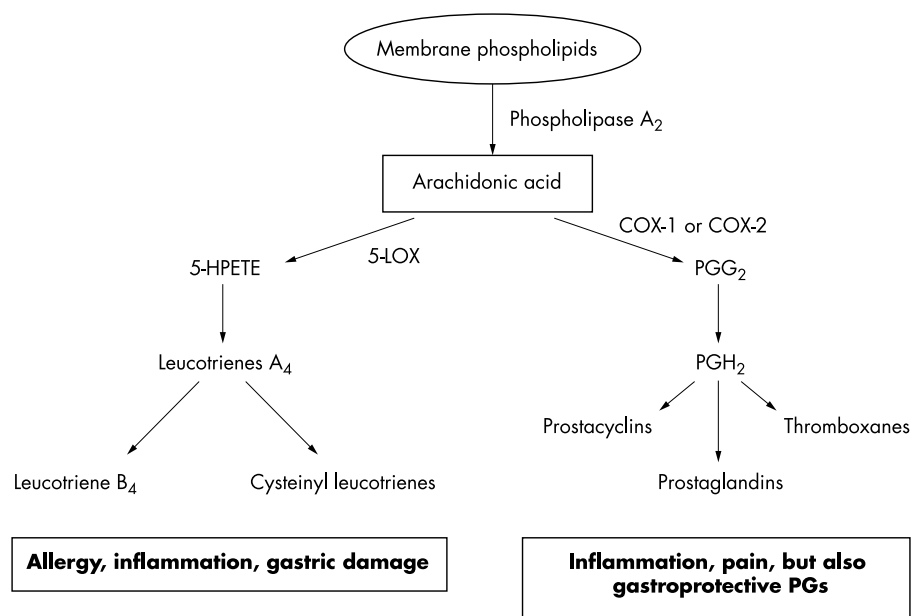 Membrane phospholipids
Phospholipase A₂
Arachidonic acid
COX-1 or COX-2
5-LOX
5-HPETE
PGG₂
Leucotrienes A₄
PGH₂
Prostacyclins
Thromboxanes
Leucotriene B₄
Cysteinyl leucotrienes
Prostaglandins
Allergy, inflammation, gastric damage
Inflammation, pain, but also
gastroprotective PGs